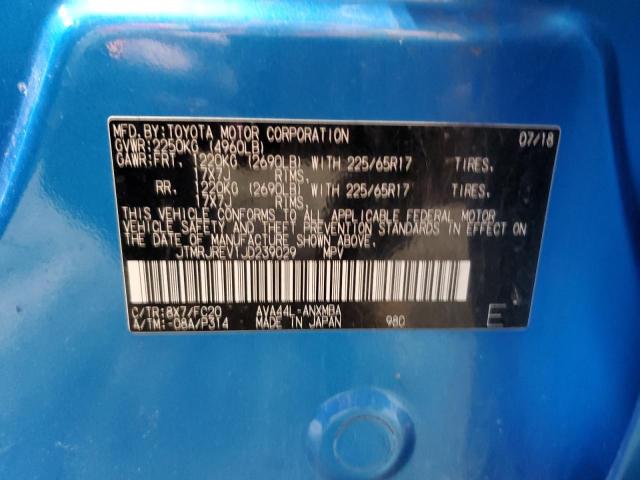 MFD. BY:TOYOTA MOTOR CORPORATION 07/18
GVWR:2250KG (4960LB)
GAWR:FRT. 1220KG (2690LB) WITH 225/65R17 TIRES.
17X7J RIMS.
RR. 1220KG (2690LB) WITH 225/65R17 TIRES.
17X7J RIMS.
THIS VEHICLE CONFORMS TO ALL APPLICABLE FEDERAL MOTOR
VEHICLE SAFETY AND THEFT PREVENTION STANDARDS IN EFFECT ON
THE DATE OF MANUFACTURE SHOWN ABOVE.
JTMRJREV1JD239029 MPV
C/TR:8X7/FC20 AVA44L-ANXMBA
A/TM:-08A/P314 MADE IN JAPAN 980 E